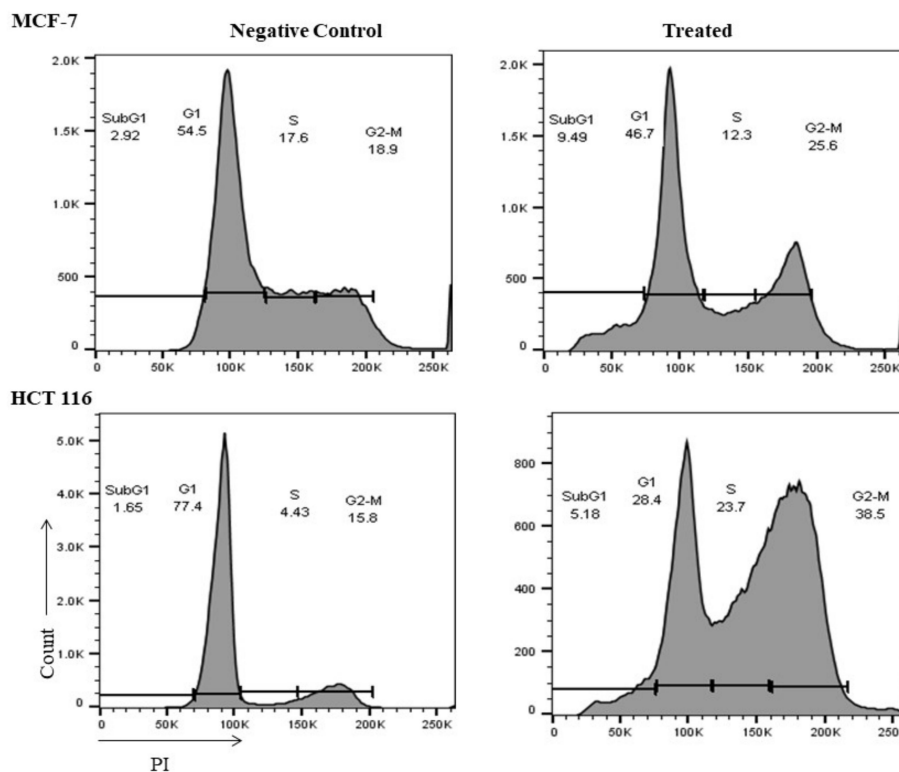 MCF-7
Negative Control
Treated
2.0K
1.5K
1.0K
500
0
SubG1
2.92
G1
54.5
S
17.6
G2-M
18.9
0 50K 100K 150K 200K 250K
2.0K
1.5K
1.0K
500
0
SubG1
9.49
G1
46.7
S
12.3
G2-M
25.6
0 50K 100K 150K 200K 250K
HCT 116
5.0K
4.0K
3.0K
2.0K
1.0K
0
SubG1
1.65
G1
77.4
S
4.43
G2-M
15.8
0 50K 100K 150K 200K 250K
Count
PI
800
600
400
200
0
SubG1
5.18
G1
28.4
S
23.7
G2-M
38.5
0 50K 100K 150K 200K 250K